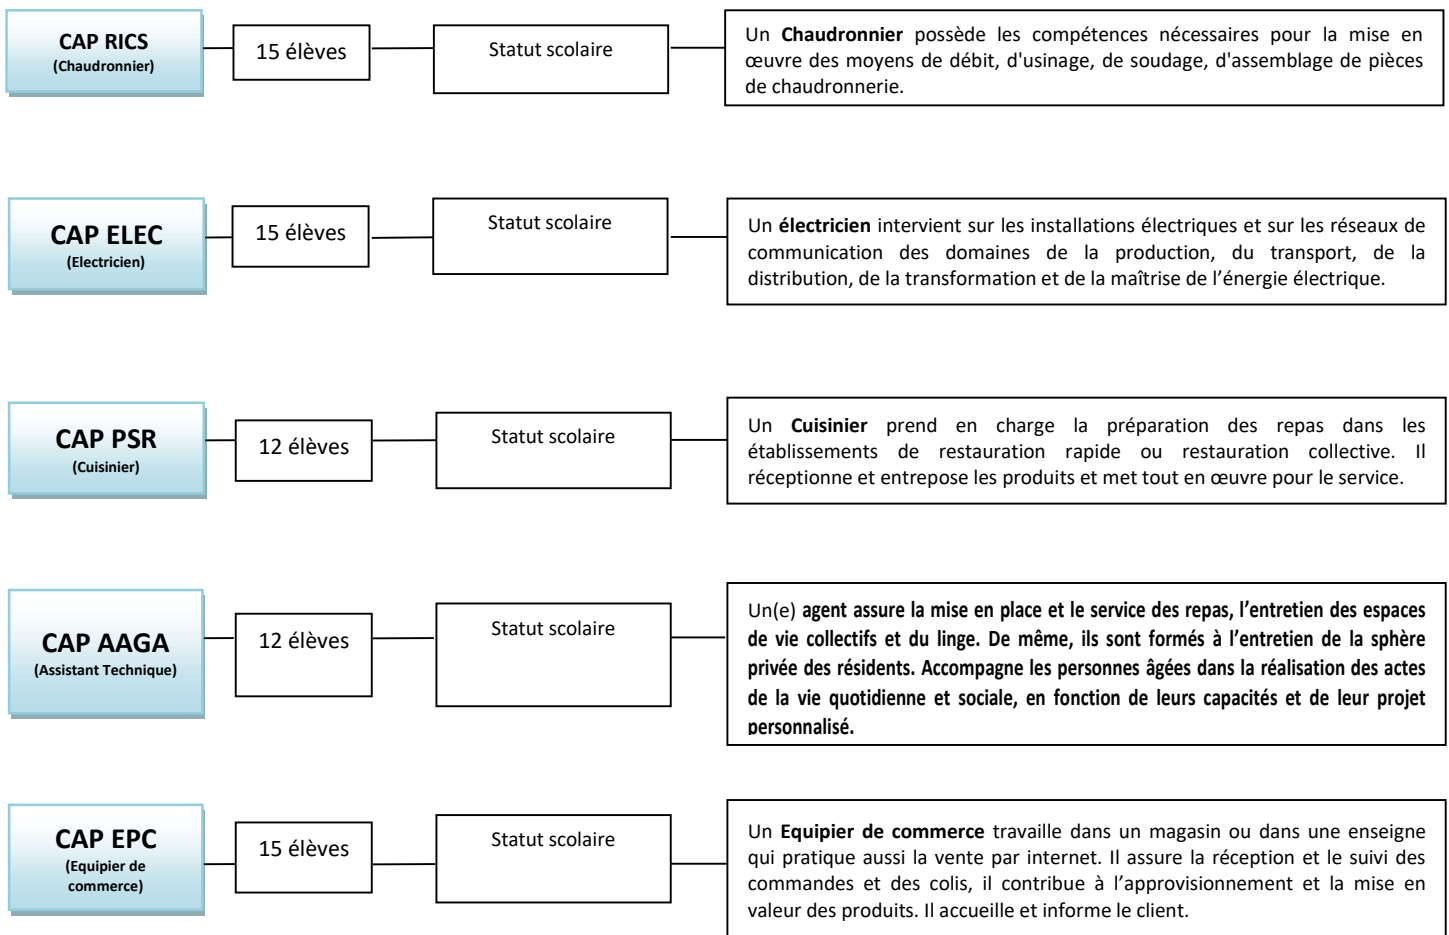 CAP RICS
(Chaudronnier)
15 élèves
Statut scolaire
Un Chaudronnier possède les compétences nécessaires pour la mise en
œuvre des moyens de débit, d'usinage, de soudage, d'assemblage de pièces
de chaudronnerie.
CAP ELEC
(Electricien)
15 élèves
Statut scolaire
Un électricien intervient sur les installations électriques et sur les réseaux de
communication des domaines de la production, du transport, de la
distribution, de la transformation et de la maîtrise de l’énergie électrique.
CAP PSR
(Cuisinier)
12 élèves
Statut scolaire
Un Cuisinier prend en charge la préparation des repas dans les
établissements de restauration rapide ou restauration collective. Il
réceptionne et entrepose les produits et met tout en œuvre pour le service.
CAP AAGA
(Assistant Technique)
12 élèves
Statut scolaire
Un(e) agent assure la mise en place et le service des repas, l’entretien des espaces
de vie collectifs et du linge. De même, ils sont formés à l’entretien de la sphère
privée des résidents. Accompagne les personnes âgées dans la réalisation des actes
de la vie quotidienne et sociale, en fonction de leurs capacités et de leur projet
personnalisé.
CAP EPC
(Equipier de
commerce)
15 élèves
Statut scolaire
Un Equipier de commerce travaille dans un magasin ou dans une enseigne
qui pratique aussi la vente par internet. Il assure la réception et le suivi des
commandes et des colis, il contribue à l’approvisionnement et la mise en
valeur des produits. Il accueille et informe le client.